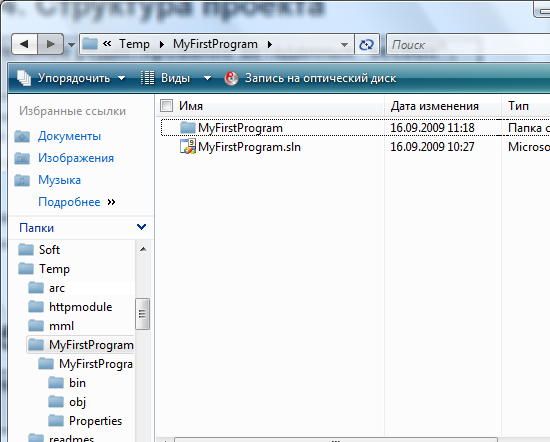 . Структура проекта
Temp MyFirstProgram Поиск
Упорядочить Виды Запись на оптический диск
Избранные ссылки
Документы
Изображения
Музыка
Подробнее »
Папки
Soft
Temp
arc
httpmodule
mml
MyFirstProgram
MyFirstProgra
bin
obj
Properties
readmes
Имя Дата изменения Тип
MyFirstProgram 16.09.2009 11:18 Папка с
MyFirstProgram.sln 16.09.2009 10:27 Microso